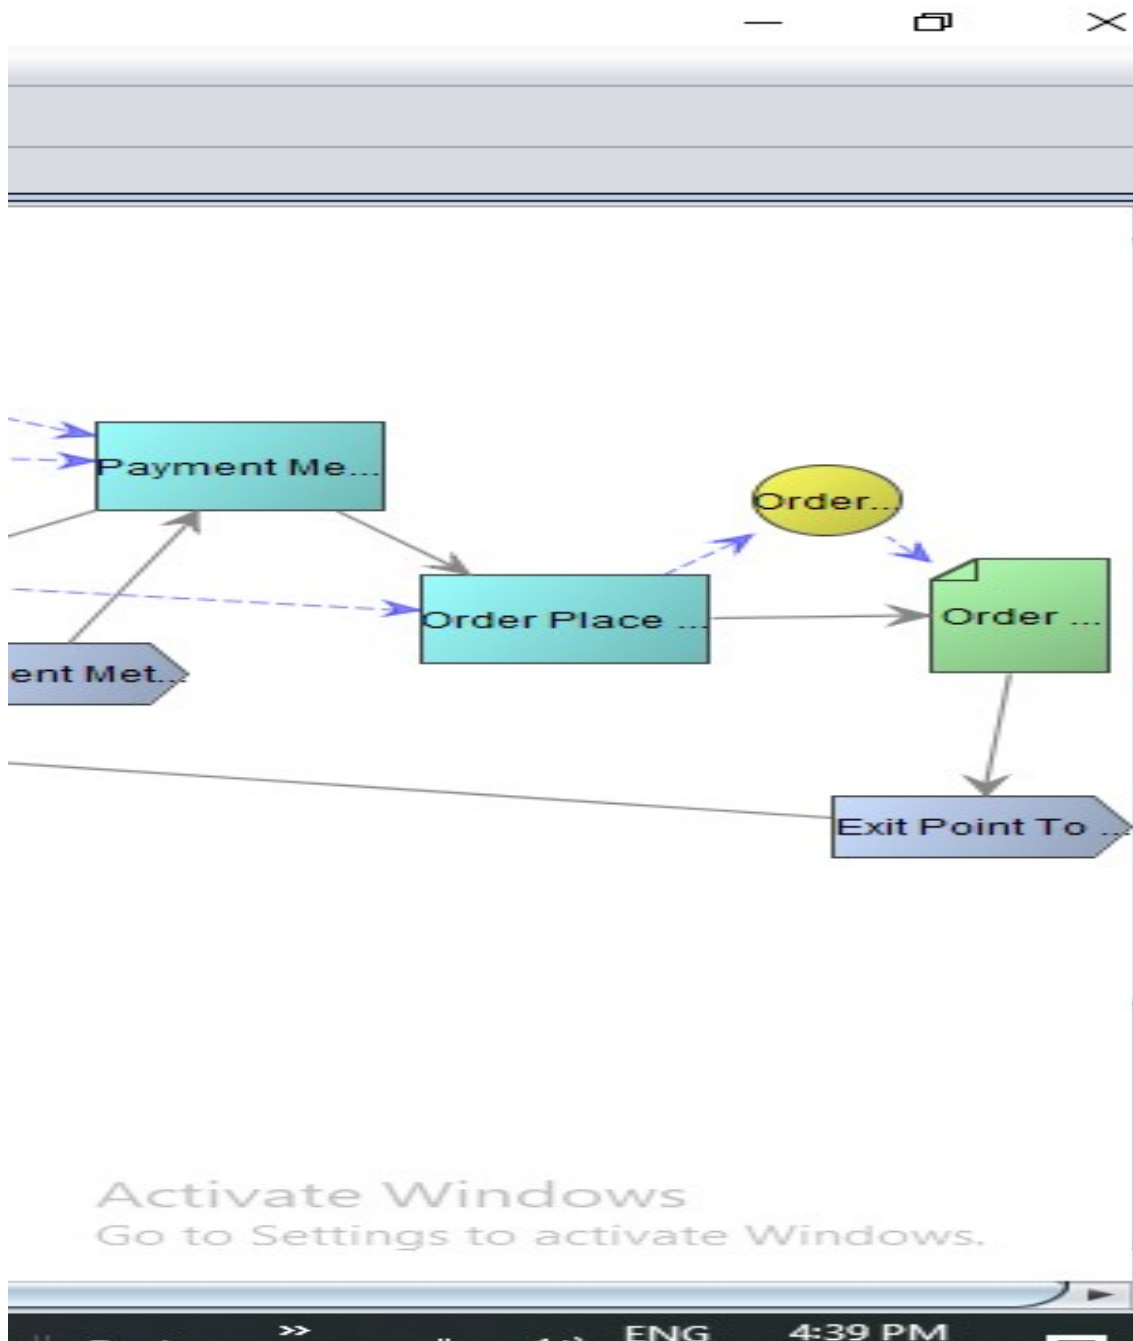 Payment Me...
Order...
Order Place ...
Order ...
ent Met...
Exit Point To ...
Activate Windows
Go to Settings to activate Windows.
ENG
4:39 PM